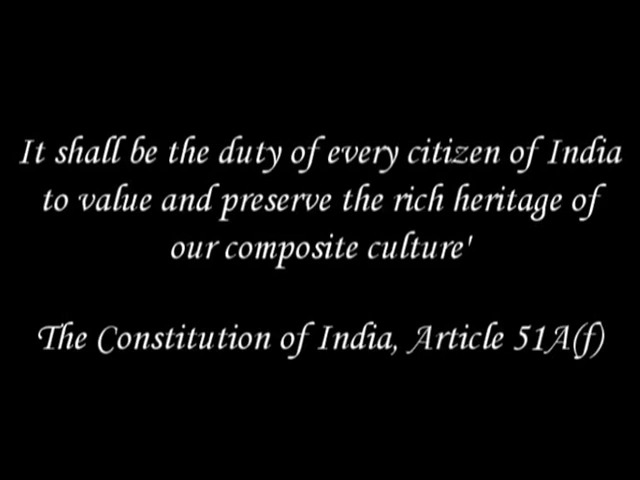 It shall be the duty of every citizen of India
to value and preserve the rich heritage of
our composite culture'
The Constitution of India, Article 51A(f)